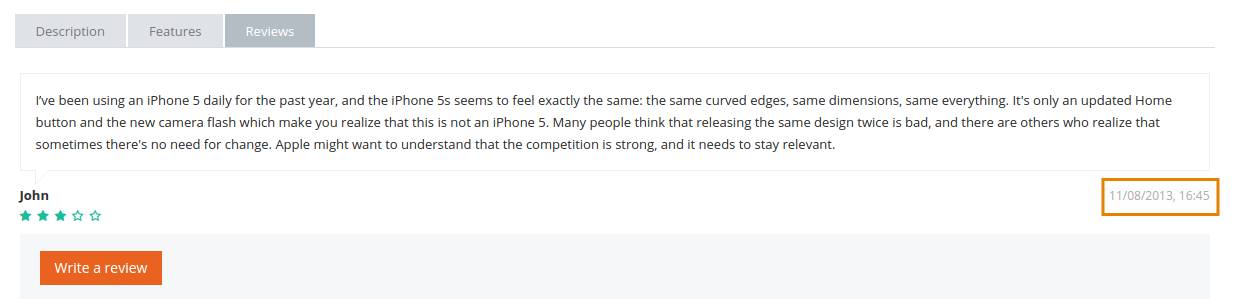 Description Features Reviews
I've been using an iPhone 5 daily for the past year, and the iPhone 5s seems to feel exactly the same: the same curved edges, same dimensions, same everything. It's only an updated Home
button and the new camera flash which make you realize that this is not an iPhone 5. Many people think that releasing the same design twice is bad, and there are others who realize that
sometimes there's no need for change. Apple might want to understand that the competition is strong, and it needs to stay relevant.
John 11/08/2013, 16:45
Write a review